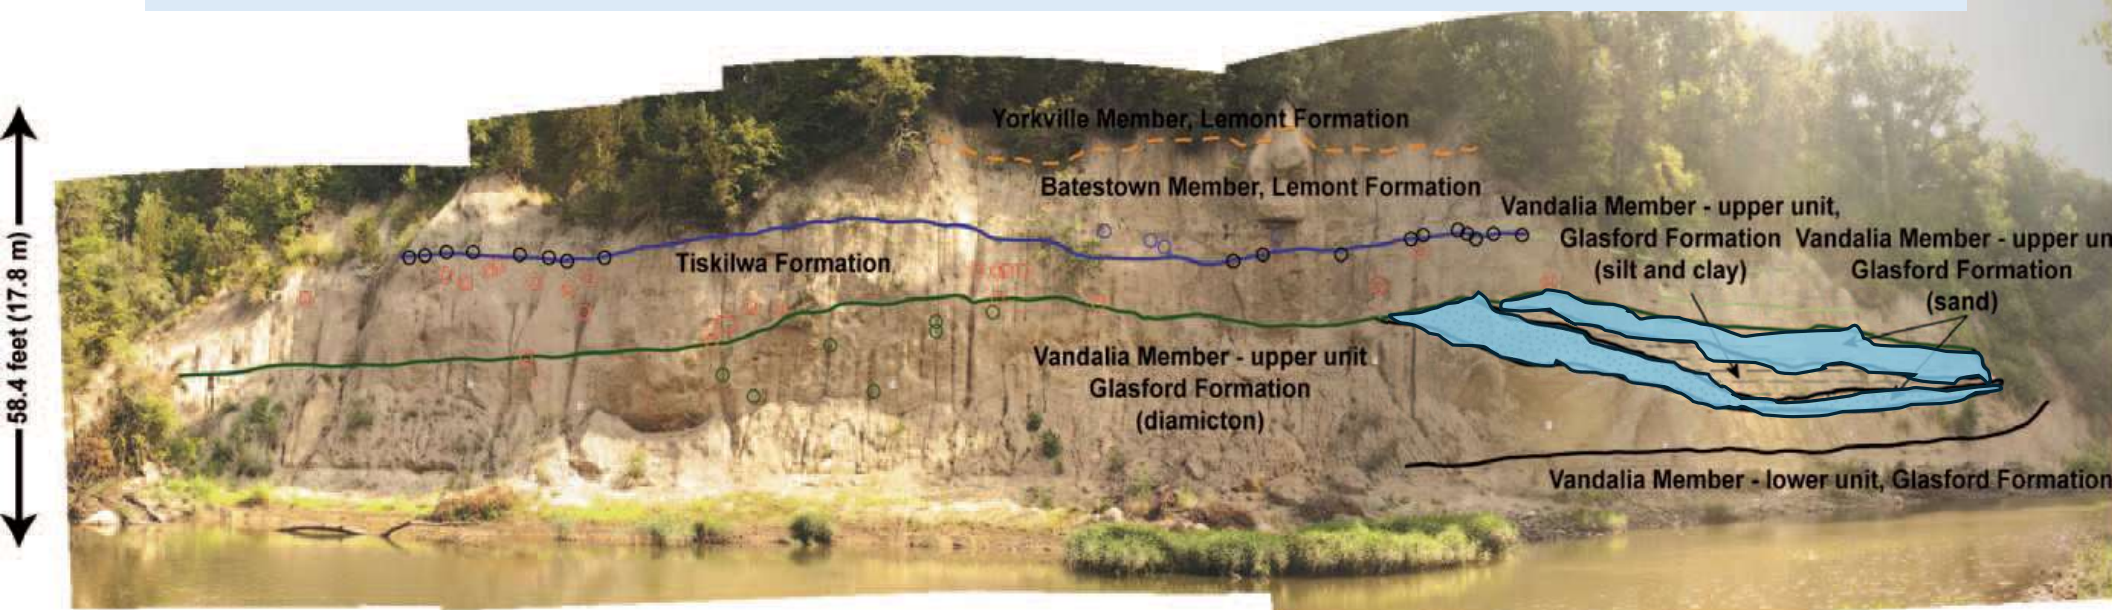 58.4 feet (17.8 m)
Yorkville Member, Lemont Formation
Batestown Member, Lemont Formation
Tiskilwa Formation
Vandalia Member - upper unit,
Glasford Formation
(silt and clay)
Vandalia Member - upper un
Glasford Formation
(sand)
Vandalia Member - upper unit
Glasford Formation
(diamicton)
Vandalia Member - lower unit, Glasford Formation